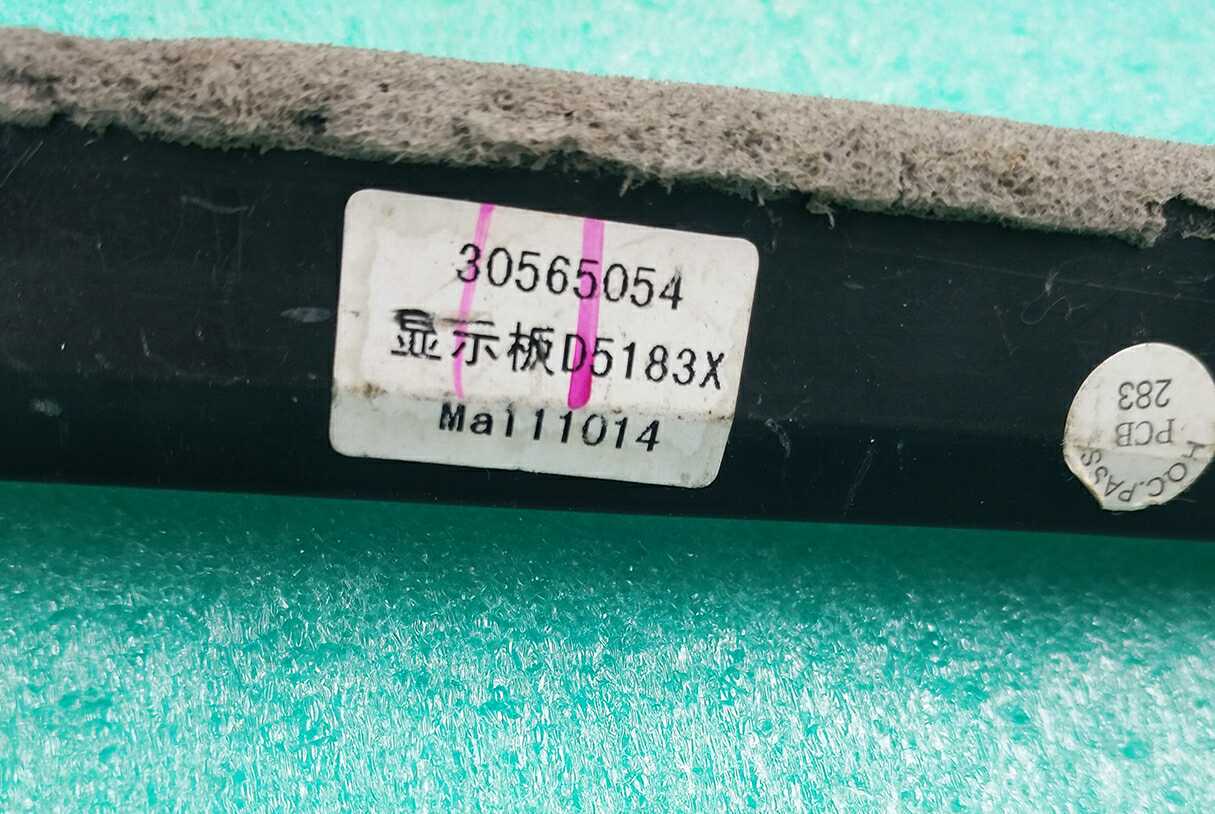 30565054
显示板D5183X
Mai11014
283
PCB
H.Q.C.PASS